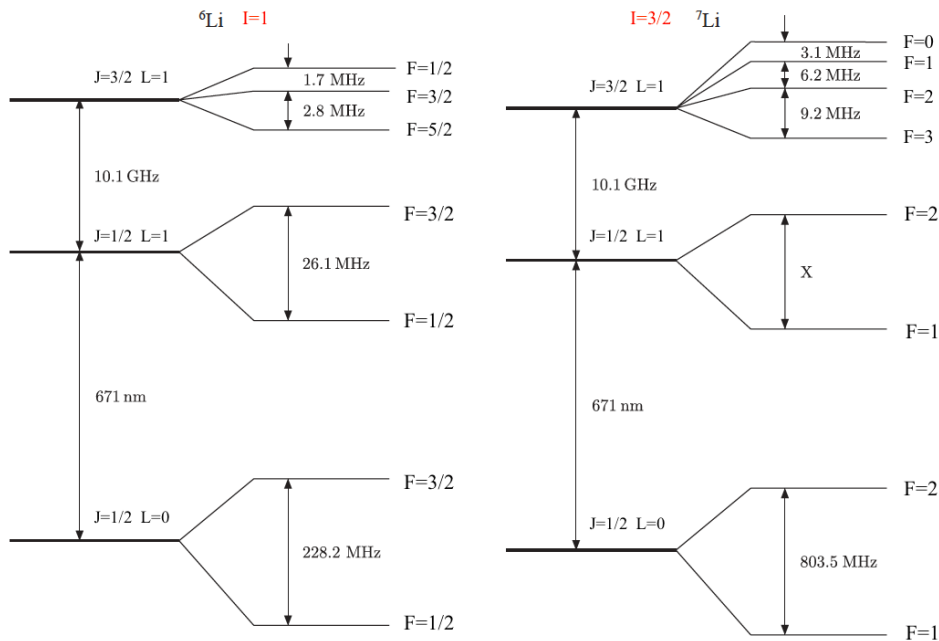 ⁶Li I=1
J=3/2 L=1
F=1/2
1.7 MHz
F=3/2
2.8 MHz
F=5/2
10.1 GHz
J=1/2 L=1
F=3/2
26.1 MHz
F=1/2
671 nm
J=1/2 L=0
F=3/2
228.2 MHz
F=1/2
I=3/2 ⁷Li
J=3/2 L=1
F=0
3.1 MHz
F=1
6.2 MHz
F=2
9.2 MHz
F=3
10.1 GHz
J=1/2 L=1
F=2
X
F=1
671 nm
J=1/2 L=0
F=2
803.5 MHz
F=1